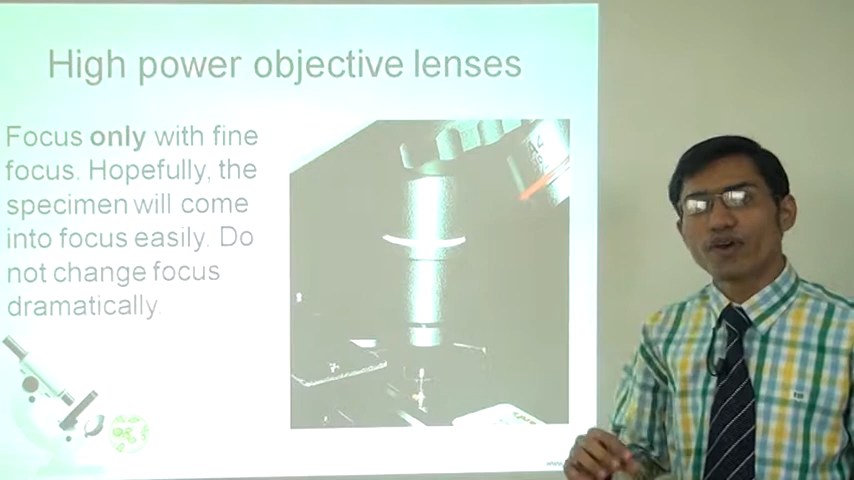 High power objective lenses
Focus only with fine
focus. Hopefully, the
specimen will come
into focus easily. Do
not change focus
dramatically.
www.